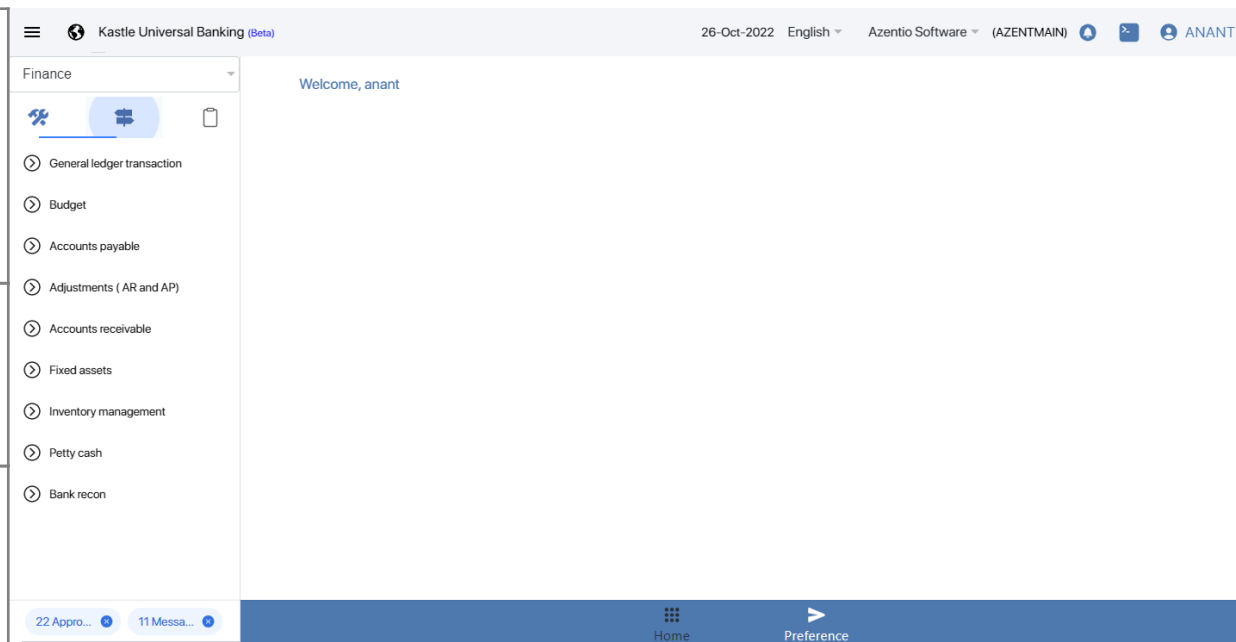 Kastle Universal Banking (Beta) 26-Oct-2022 English Azentio Software (AZENTMAIN) ANANT
Finance
Welcome, anant
General ledger transaction
Budget
Accounts payable
Adjustments ( AR and AP)
Accounts receivable
Fixed assets
Inventory management
Petty cash
Bank recon
22 Appro... 11 Messa...
Home Preference